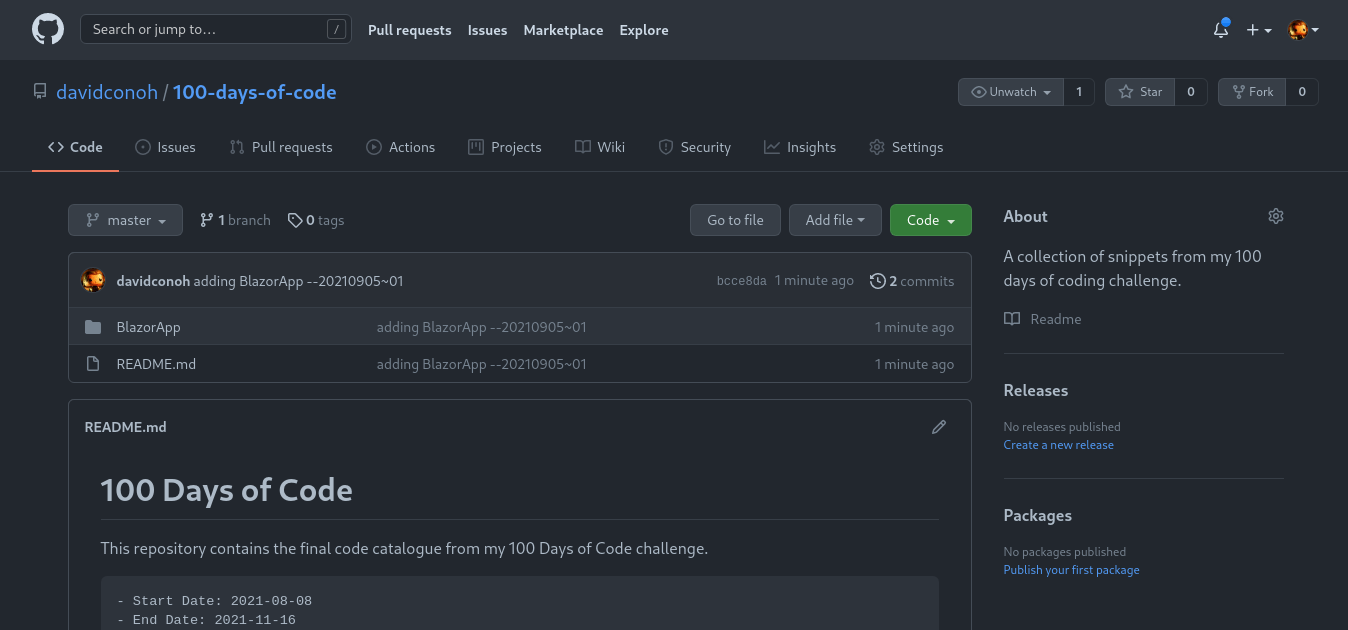 Search or jump to… / Pull requests Issues Marketplace Explore
davidconoh / 100-days-of-code Unwatch 1 Star 0 Fork 0
Code Issues Pull requests Actions Projects Wiki Security Insights Settings
master 1 branch 0 tags Go to file Add file Code
davidconoh adding BlazorApp --20210905~01 bcce8da 1 minute ago 2 commits
BlazorApp adding BlazorApp --20210905~01 1 minute ago
README.md adding BlazorApp --20210905~01 1 minute ago
README.md
100 Days of Code
This repository contains the final code catalogue from my 100 Days of Code challenge.
- Start Date: 2021-08-08
- End Date: 2021-11-16
About
A collection of snippets from my 100
days of coding challenge.
Readme
Releases
No releases published
Create a new release
Packages
No packages published
Publish your first package